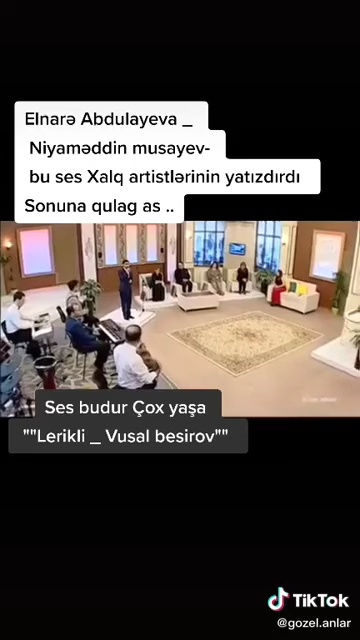 Elnarə Abdulayeva _
Niyaməddin musayev-
bu ses Xalq artistlərinin yatızdırdı
Sonuna qulag as ..
Ses budur Çox yaşa
""Lerikli _ Vusal besirov""
TikTok
@gozel.anlar